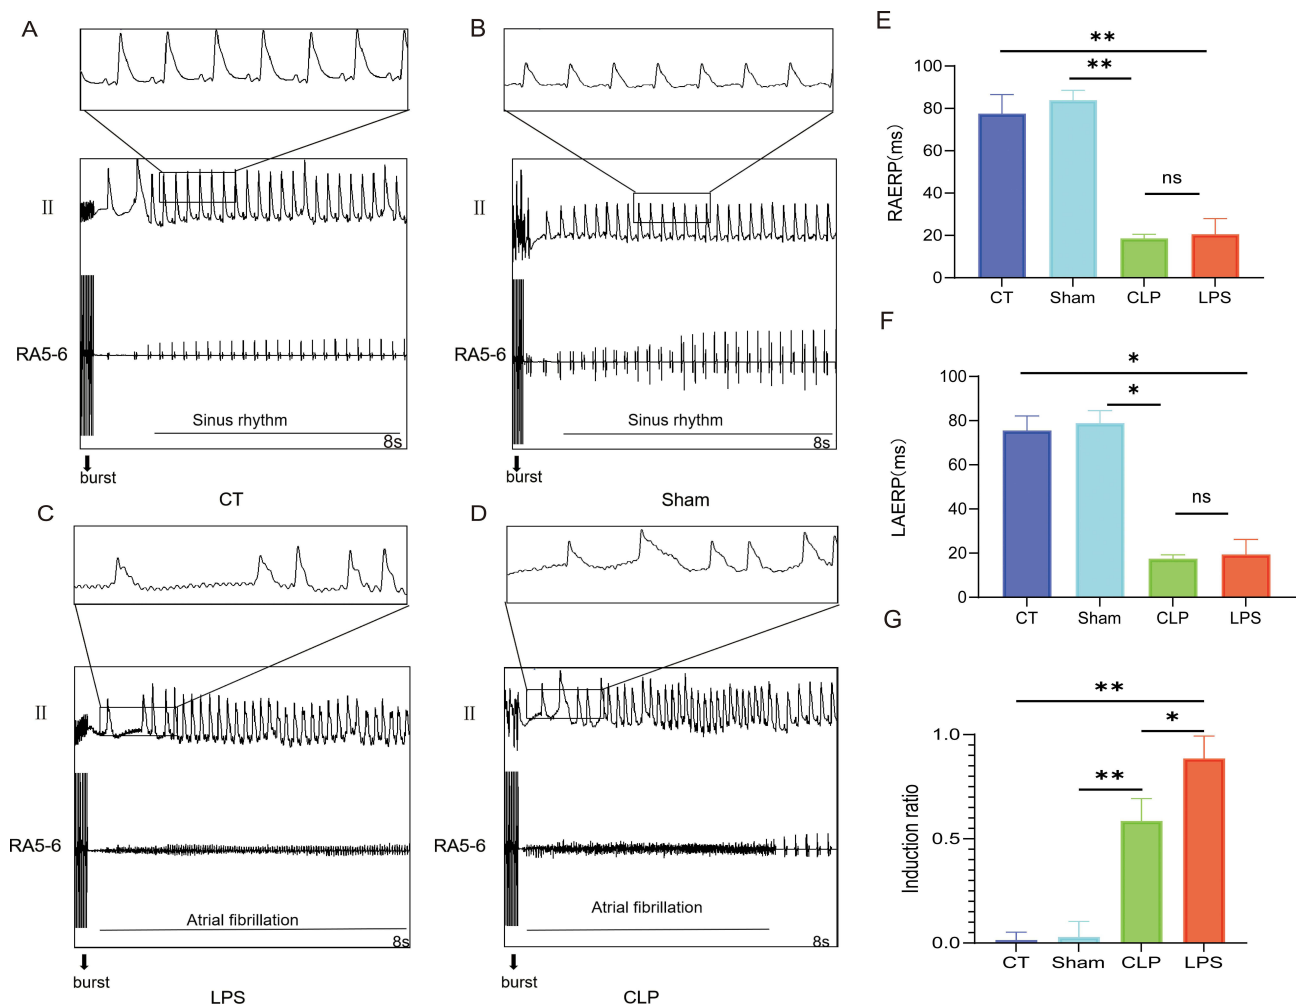 A
II
RA5-6
Sinus rhythm
8s
burst
CT
B
II
RA5-6
Sinus rhythm
8s
burst
Sham
C
II
RA5-6
Atrial fibrillation
8s
burst
LPS
D
II
RA5-6
Atrial fibrillation
8s
burst
CLP
E
RAERP(ms)
100
80
60
40
20
0
**
**
ns
CT Sham CLP LPS
F
LAERP(ms)
100
80
60
40
20
0
*
*
ns
CT Sham CLP LPS
G
Induction ratio
1.0
0.5
0.0
**
*
**
CT Sham CLP LPS